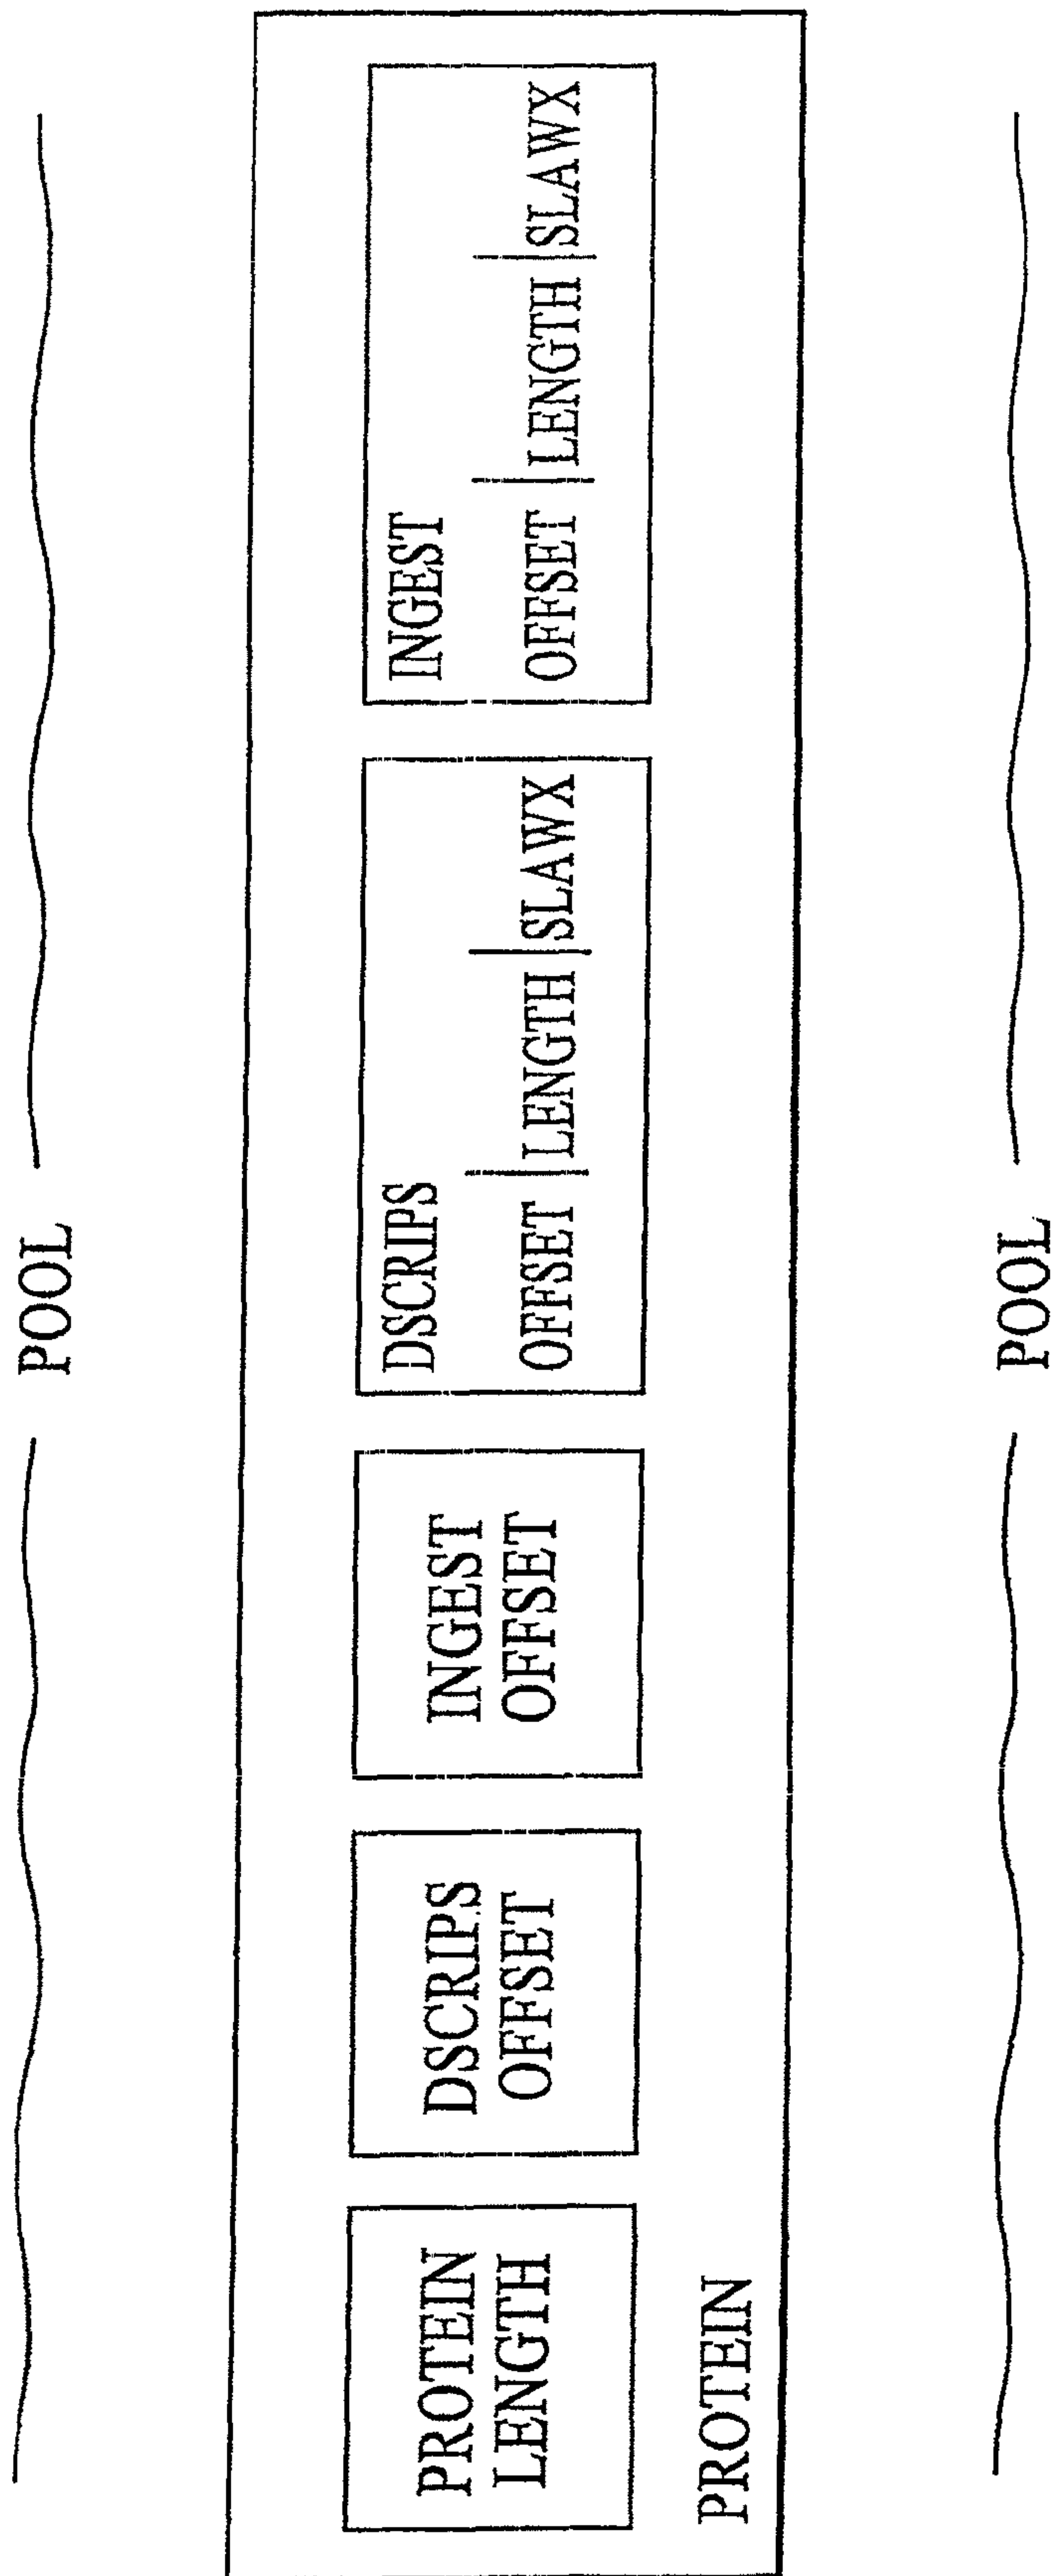 POOL
PROTEIN
LENGTH
DSCRIPS
OFFSET
INGEST
OFFSET
DSCRIPS
OFFSET LENGTH SLAWX
INGEST
OFFSET LENGTH SLAWX
PROTEIN
POOL